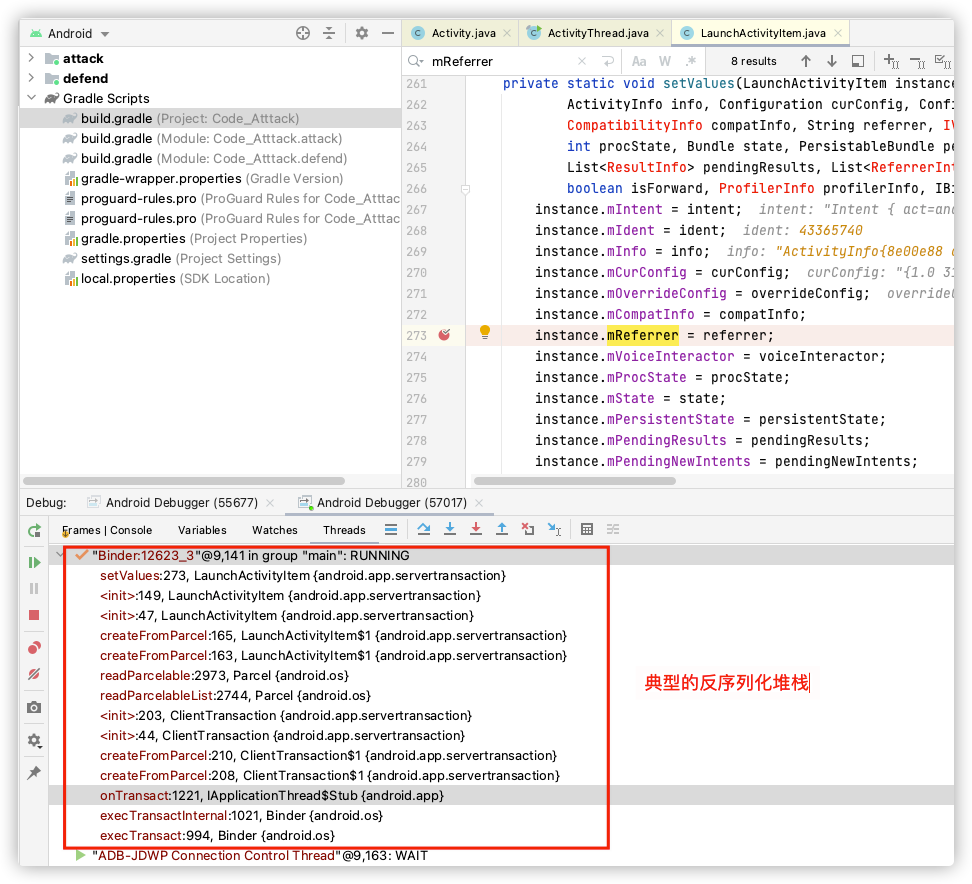 Android
Activity.java
ActivityThread.java
LaunchActivityItem.java
attack
defend
Gradle Scripts
build.gradle (Project: Code_Atttack)
build.gradle (Module: Code_Atttack.attack)
build.gradle (Module: Code_Atttack.defend)
gradle-wrapper.properties (Gradle Version)
proguard-rules.pro (ProGuard Rules for Code_Atttac
proguard-rules.pro (ProGuard Rules for Code_Atttac
gradle.properties (Project Properties)
settings.gradle (Project Settings)
local.properties (SDK Location)
mReferrer
Aa W .* 8 results
261 private static void setValues(LaunchActivityItem instanc
262 ActivityInfo info, Configuration curConfig, Conf
263 CompatibilityInfo compatInfo, String referrer, IV
264 int procState, Bundle state, PersistableBundle pe
265 List<ResultInfo> pendingResults, List<ReferrerInt
266 boolean isForward, ProfilerInfo profilerInfo, IBi
267 instance.mIntent = intent; intent: "Intent { act=and
268 instance.mIdent = ident; ident: 43365740
269 instance.mInfo = info; info: "ActivityInfo{8e00e88 c
270 instance.mCurConfig = curConfig; curConfig: "{1.0 31
271 instance.mOverrideConfig = overrideConfig; override
272 instance.mCompatInfo = compatInfo;
273 instance.mReferrer = referrer;
274 instance.mVoiceInteractor = voiceInteractor;
275 instance.mProcState = procState;
276 instance.mState = state;
277 instance.mPersistentState = persistentState;
278 instance.mPendingResults = pendingResults;
279 instance.mPendingNewIntents = pendingNewIntents;
280
Debug: Android Debugger (55677) Android Debugger (57017)
Frames | Console Variables Watches Threads
"Binder:12623_3"@9,141 in group "main": RUNNING
setValues:273, LaunchActivityItem {android.app.servertransaction}
<init>:149, LaunchActivityItem {android.app.servertransaction}
<init>:47, LaunchActivityItem {android.app.servertransaction}
createFromParcel:165, LaunchActivityItem$1 {android.app.servertransaction}
createFromParcel:163, LaunchActivityItem$1 {android.app.servertransaction}
readParcelable:2973, Parcel {android.os}
readParcelableList:2744, Parcel {android.os}
<init>:203, ClientTransaction {android.app.servertransaction}
<init>:44, ClientTransaction {android.app.servertransaction}
createFromParcel:210, ClientTransaction$1 {android.app.servertransaction}
createFromParcel:208, ClientTransaction$1 {android.app.servertransaction}
onTransact:1221, IApplicationThread$Stub {android.app}
execTransactInternal:1021, Binder {android.os}
execTransact:994, Binder {android.os}
"ADB-JDWP Connection Control Thread"@9,163: WAIT
典型的反序列化堆栈